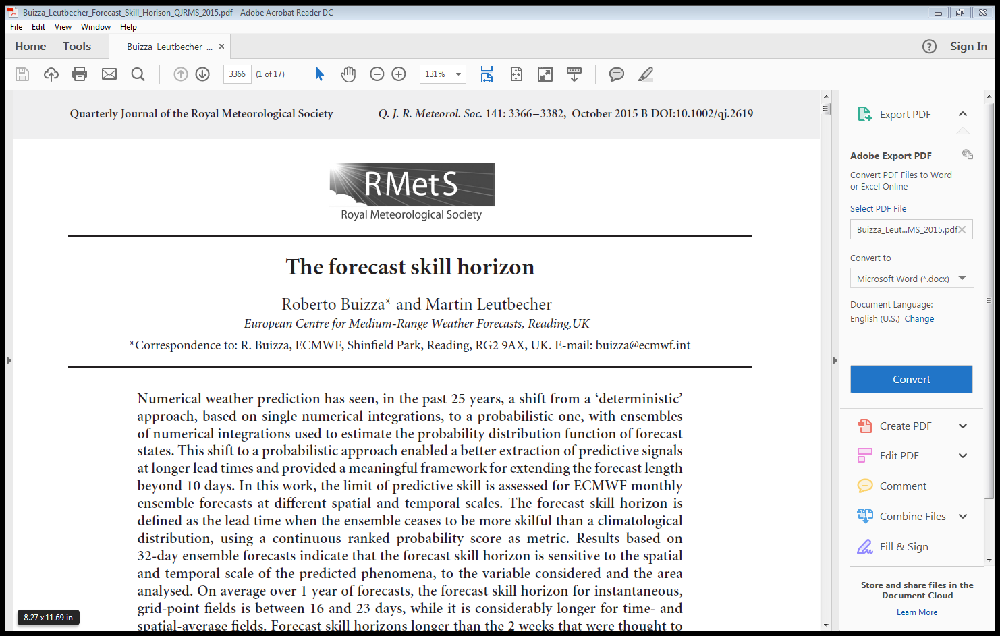 Buizza_Leutbecher_Forecast_Skill_Horison_QJRMS_2015.pdf - Adobe Acrobat Reader DC
File Edit View Window Help
Home Tools Buizza_Leutbecher_... × ? Sign In
3366 (1 of 17) 131%
Quarterly Journal of the Royal Meteorological Society Q. J. R. Meteorol. Soc. 141: 3366–3382, October 2015 B DOI:10.1002/qj.2619
RMetS
Royal Meteorological Society
The forecast skill horizon
Roberto Buizza* and Martin Leutbecher
European Centre for Medium-Range Weather Forecasts, Reading,UK
*Correspondence to: R. Buizza, ECMWF, Shinfield Park, Reading, RG2 9AX, UK. E-mail: buizza@ecmwf.int
Numerical weather prediction has seen, in the past 25 years, a shift from a ‘deterministic’
approach, based on single numerical integrations, to a probabilistic one, with ensembles
of numerical integrations used to estimate the probability distribution function of forecast
states. This shift to a probabilistic approach enabled a better extraction of predictive signals
at longer lead times and provided a meaningful framework for extending the forecast length
beyond 10 days. In this work, the limit of predictive skill is assessed for ECMWF monthly
ensemble forecasts at different spatial and temporal scales. The forecast skill horizon is
defined as the lead time when the ensemble ceases to be more skilful than a climatological
distribution, using a continuous ranked probability score as metric. Results based on
32-day ensemble forecasts indicate that the forecast skill horizon is sensitive to the spatial
and temporal scale of the predicted phenomena, to the variable considered and the area
analysed. On average over 1 year of forecasts, the forecast skill horizon for instantaneous,
grid-point fields is between 16 and 23 days, while it is considerably longer for time- and
spatial-average fields. Forecast skill horizons longer than the 2 weeks that were thought to
8.27 x 11.69 in
Export PDF
Adobe Export PDF
Convert PDF Files to Word
or Excel Online
Select PDF File
Buizza_Leut...MS_2015.pdf
Convert to
Microsoft Word (*.docx)
Document Language:
English (U.S.) Change
Convert
Create PDF
Edit PDF
Comment
Combine Files
Fill & Sign
Store and share files in the
Document Cloud
Learn More